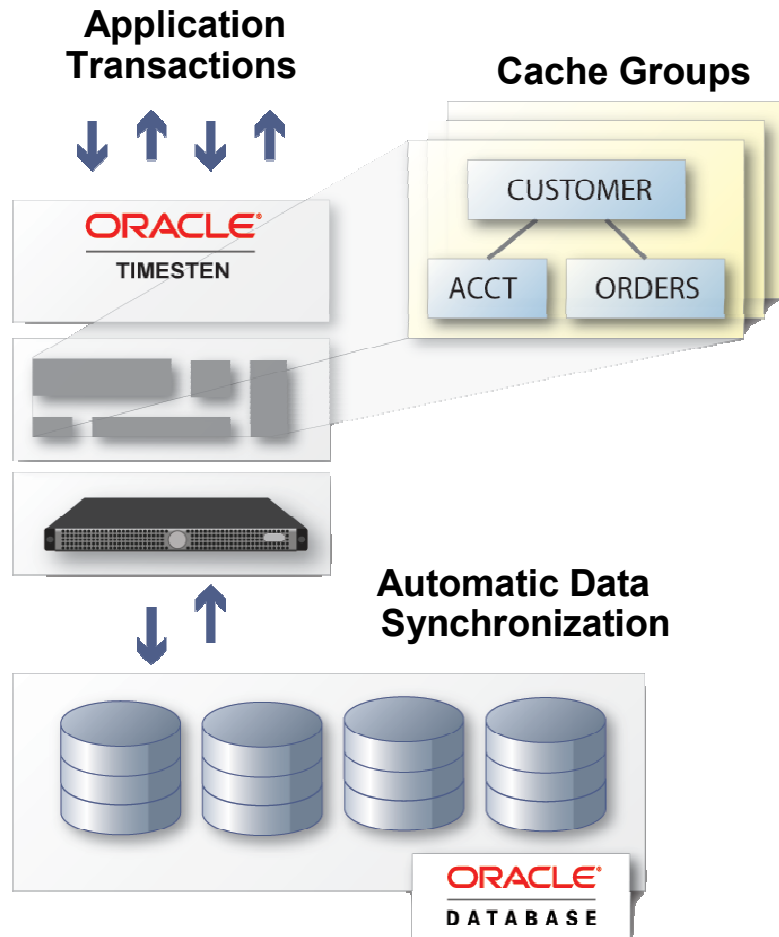 Application
Transactions
Cache Groups
CUSTOMER
ACCT
ORDERS
ORACLE®
TIMESTEN
Automatic Data
Synchronization
ORACLE®
DATABASE